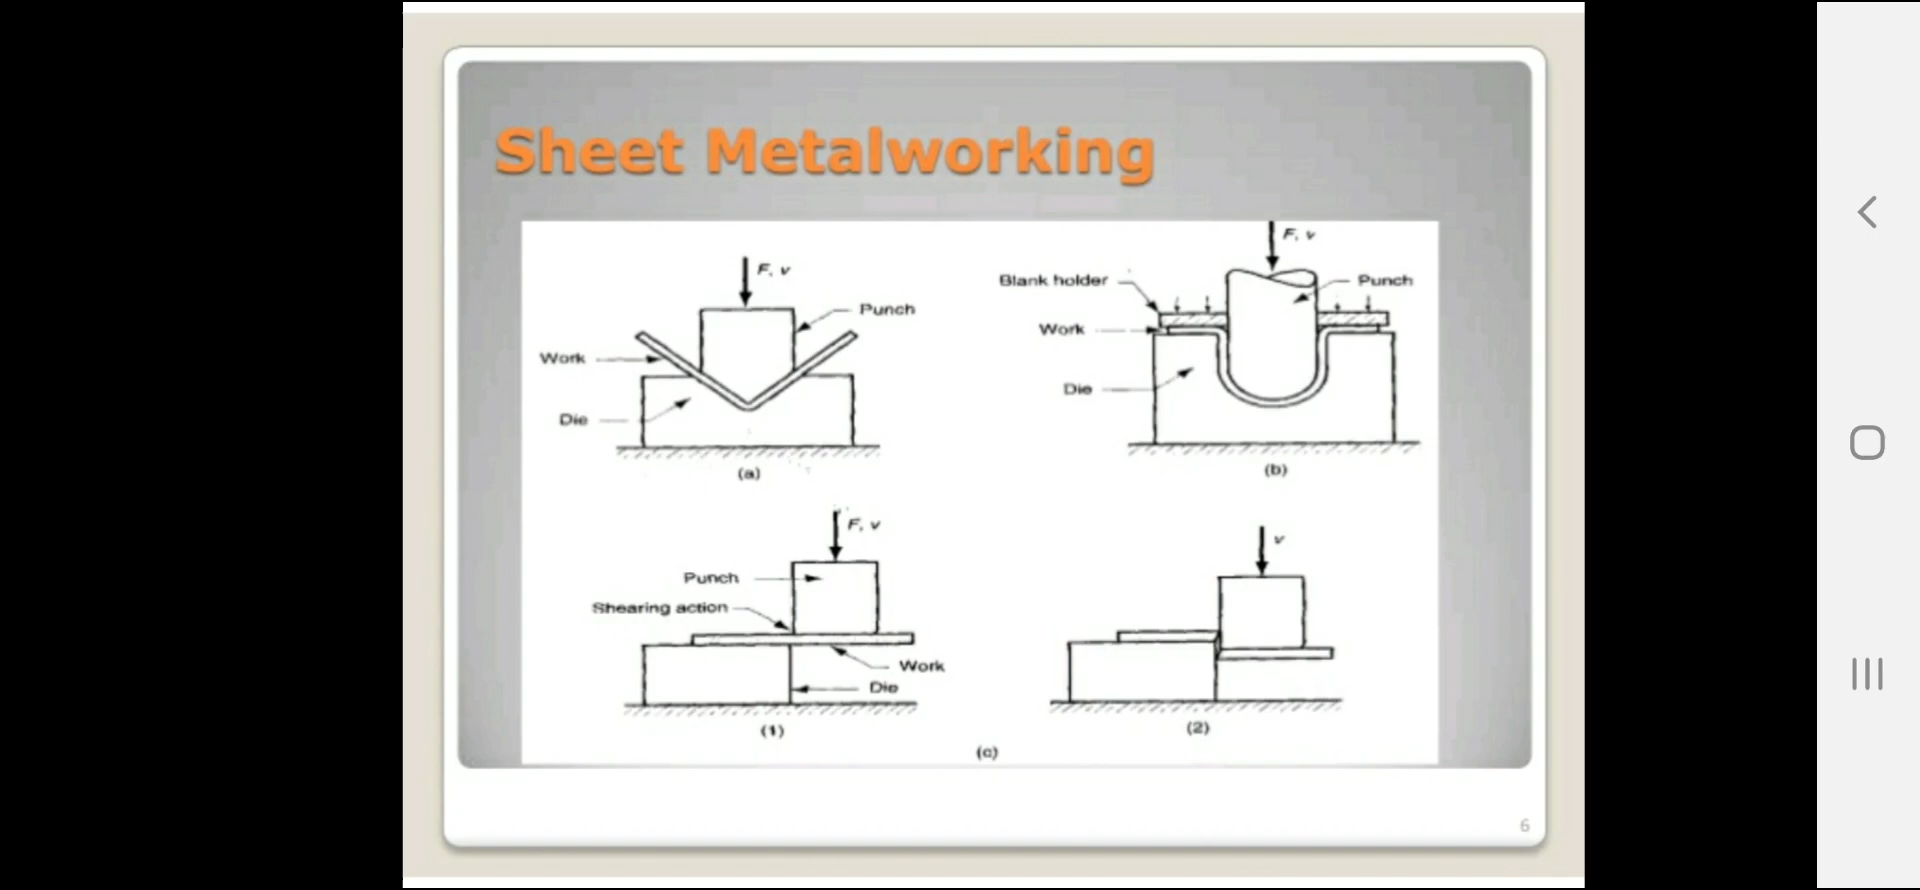 Sheet Metalworking
F, v
Punch
Work
Die
(a)
F, v
Blank holder
Punch
Work
Die
(b)
F, v
Punch
Shearing action
Work
Die
(1)
v
(2)
(c)
6